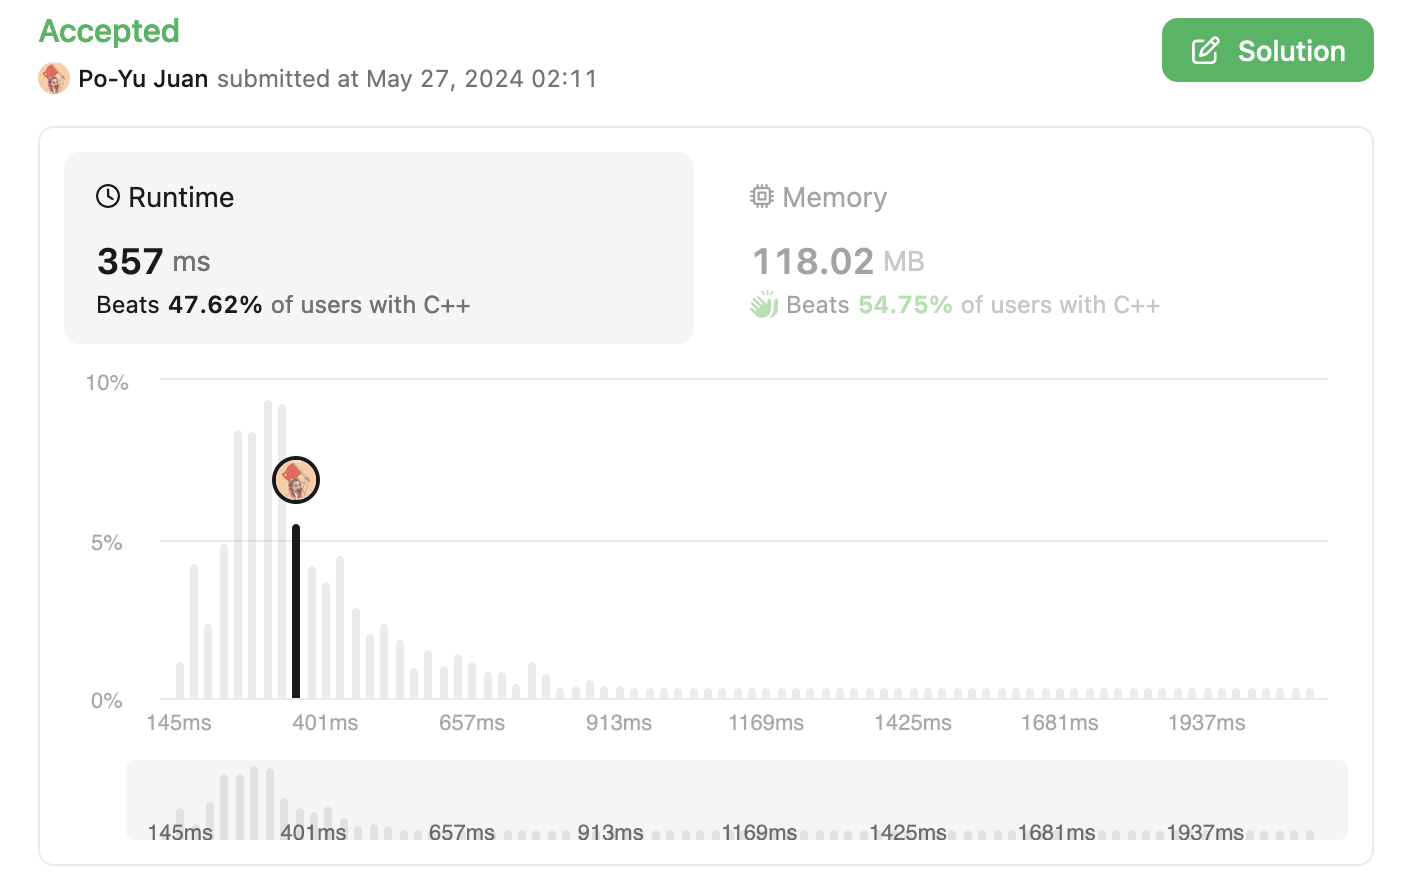 Accepted
Solution
Po-Yu Juan submitted at May 27, 2024 02:11
Runtime
357 ms
Beats 47.62% of users with C++
Memory
118.02 MB
Beats 54.75% of users with C++
10%
5%
0%
145ms 401ms 657ms 913ms 1169ms 1425ms 1681ms 1937ms
145ms 401ms 657ms 913ms 1169ms 1425ms 1681ms 1937ms